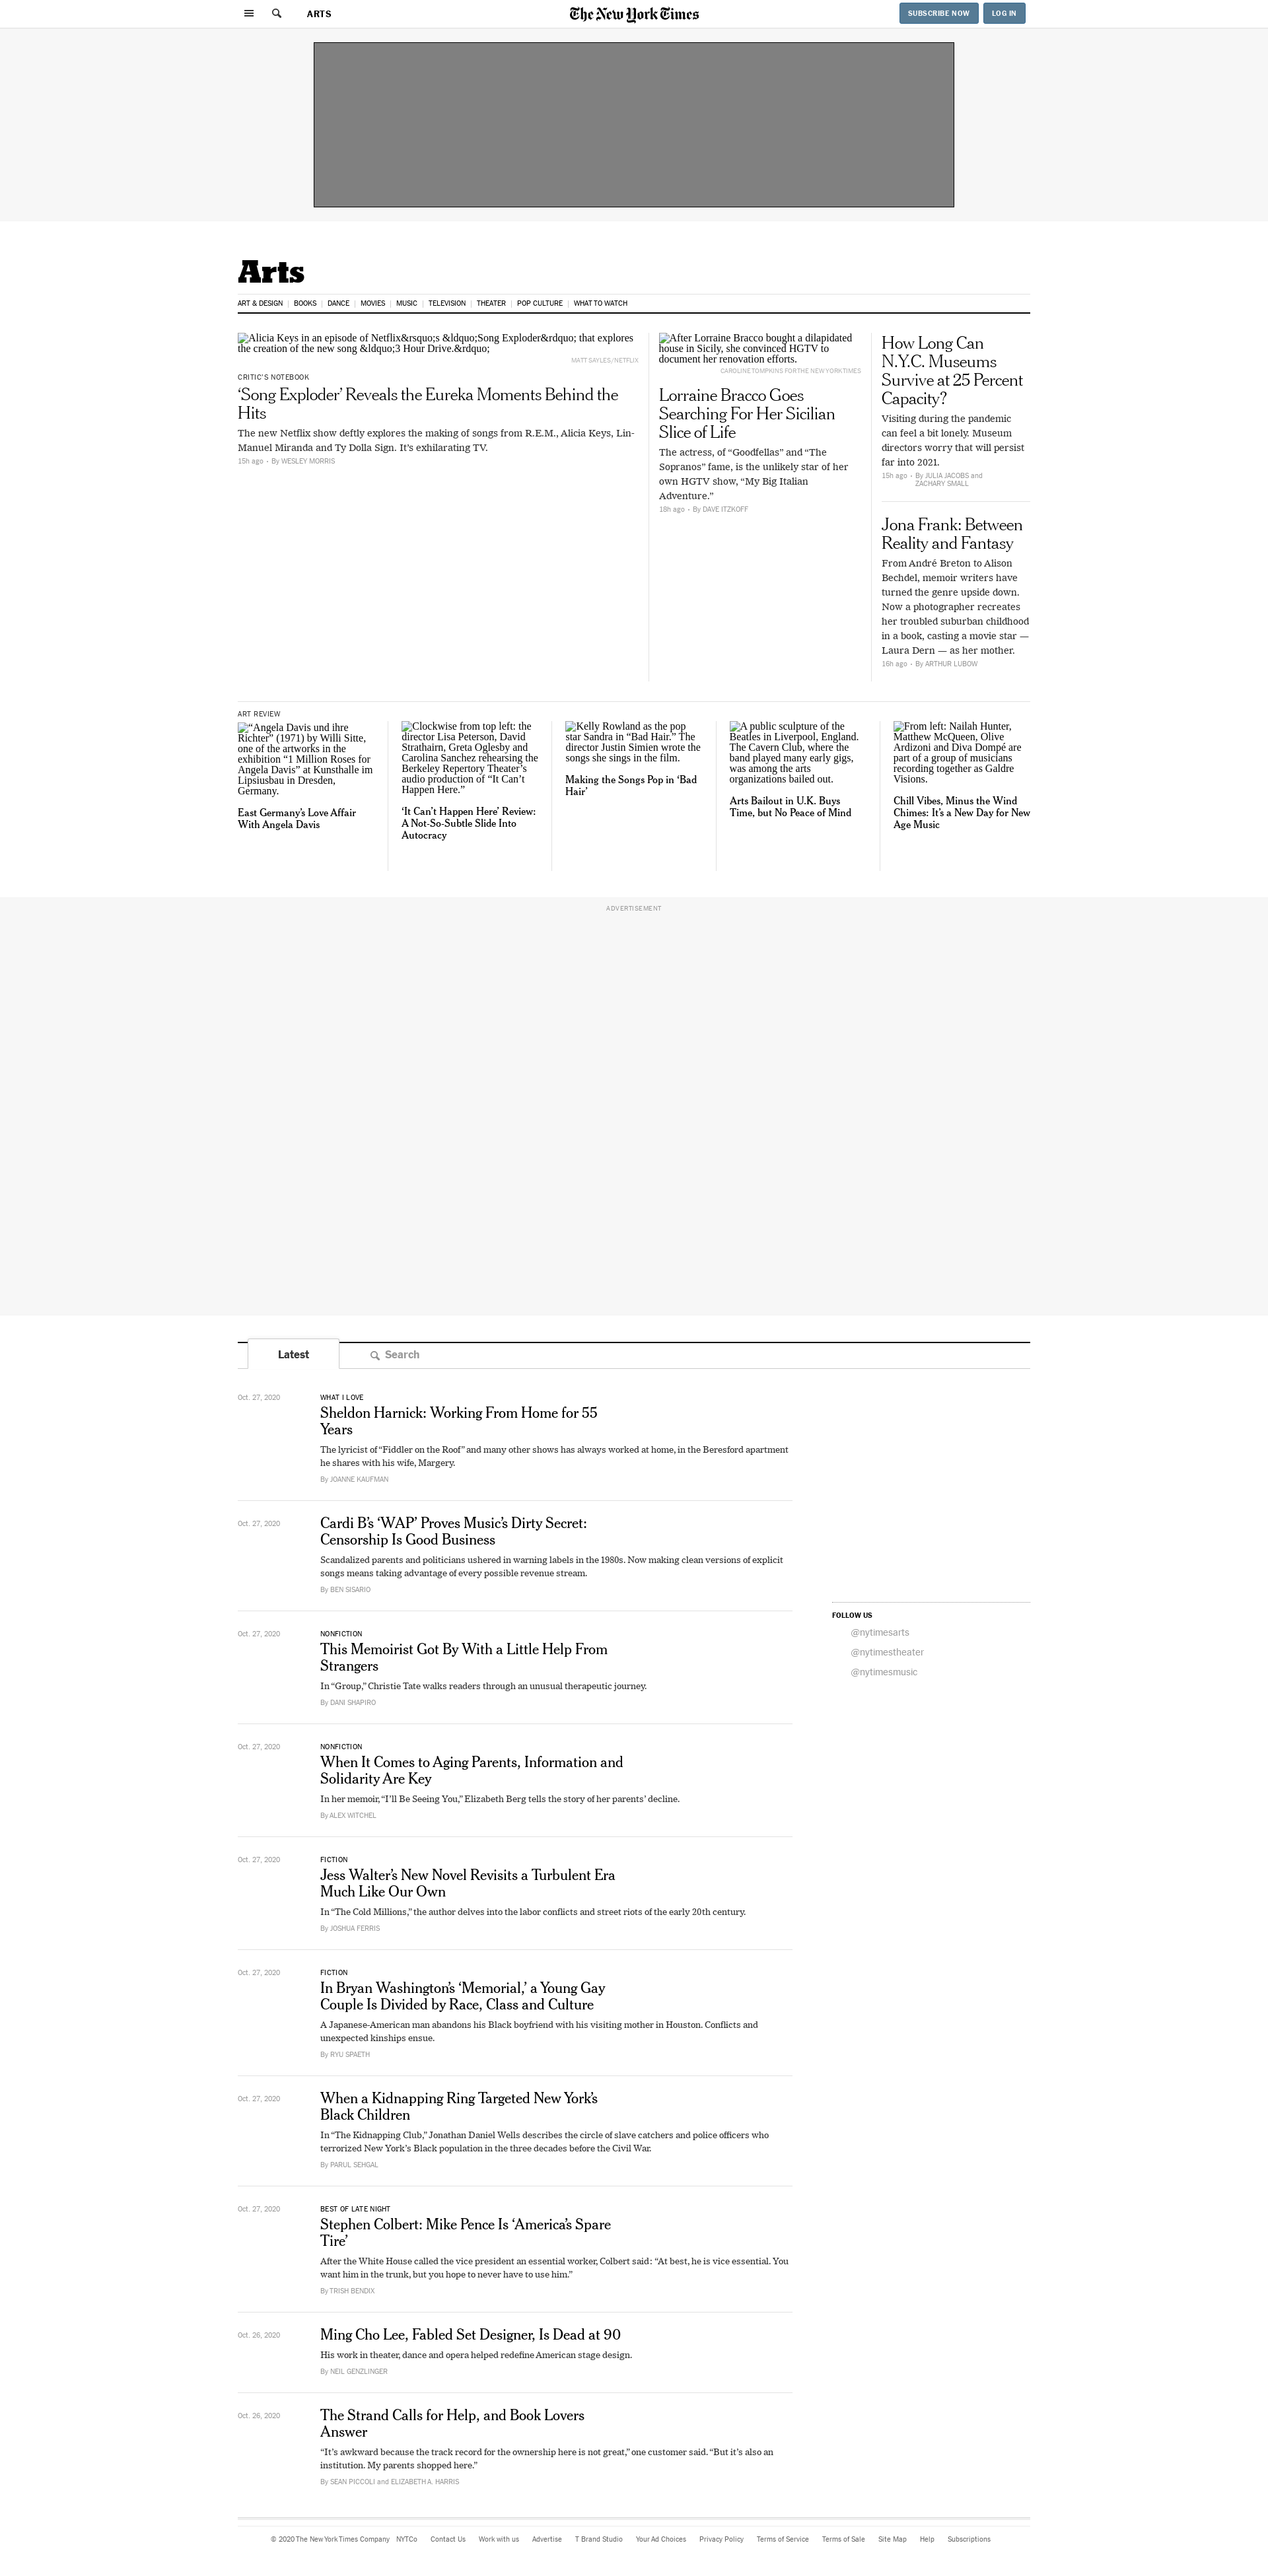 ARTS
The New York Times
SUBSCRIBE NOW
LOG IN
Arts
ART & DESIGN
BOOKS
DANCE
MOVIES
MUSIC
TELEVISION
THEATER
POP CULTURE
WHAT TO WATCH
Alicia Keys in an episode of Netflix&rsquo;s &ldquo;Song Exploder&rdquo; that explores
the creation of the new song &ldquo;3 Hour Drive.&rdquo;
MATT SAYLES/NETFLIX
CRITIC'S NOTEBOOK
‘Song Exploder’ Reveals the Eureka Moments Behind the
Hits
The new Netflix show deftly explores the making of songs from R.E.M., Alicia Keys, Lin-
Manuel Miranda and Ty Dolla Sign. It’s exhilarating TV.
15h ago · By WESLEY MORRIS
After Lorraine Bracco bought a dilapidated
house in Sicily, she convinced HGTV to
document her renovation efforts.
CAROLINE TOMPKINS FOR THE NEW YORK TIMES
Lorraine Bracco Goes
Searching For Her Sicilian
Slice of Life
The actress, of “Goodfellas” and “The
Sopranos” fame, is the unlikely star of her
own HGTV show, “My Big Italian
Adventure.”
18h ago · By DAVE ITZKOFF
How Long Can
N.Y.C. Museums
Survive at 25 Percent
Capacity?
Visiting during the pandemic
can feel a bit lonely. Museum
directors worry that will persist
far into 2021.
15h ago · By JULIA JACOBS and
ZACHARY SMALL
Jona Frank: Between
Reality and Fantasy
From André Breton to Alison
Bechdel, memoir writers have
turned the genre upside down.
Now a photographer recreates
her troubled suburban childhood
in a book, casting a movie star —
Laura Dern — as her mother.
16h ago · By ARTHUR LUBOW
ART REVIEW
“Angela Davis und ihre
Richter” (1971) by Willi Sitte,
one of the artworks in the
exhibition “1 Million Roses for
Angela Davis” at Kunsthalle im
Lipsiusbau in Dresden,
Germany.
East Germany’s Love Affair
With Angela Davis
Clockwise from top left: the
director Lisa Peterson, David
Strathairn, Greta Oglesby and
Carolina Sanchez rehearsing the
Berkeley Repertory Theater’s
audio production of “It Can’t
Happen Here.”
‘It Can’t Happen Here’ Review:
A Not-So-Subtle Slide Into
Autocracy
Kelly Rowland as the pop
star Sandra in “Bad Hair.” The
director Justin Simien wrote the
songs she sings in the film.
Making the Songs Pop in ‘Bad
Hair’
A public sculpture of the
Beatles in Liverpool, England.
The Cavern Club, where the
band played many early gigs,
was among the arts
organizations bailed out.
Arts Bailout in U.K. Buys
Time, but No Peace of Mind
From left: Nailah Hunter,
Matthew McQueen, Olive
Ardizoni and Diva Dompé are
part of a group of musicians
recording together as Galdre
Visions.
Chill Vibes, Minus the Wind
Chimes: It’s a New Day for New
Age Music
ADVERTISEMENT
Latest
Search
Oct. 27, 2020
WHAT I LOVE
Sheldon Harnick: Working From Home for 55
Years
The lyricist of “Fiddler on the Roof” and many other shows has always worked at home, in the Beresford apartment
he shares with his wife, Margery.
By JOANNE KAUFMAN
Oct. 27, 2020
Cardi B’s ‘WAP’ Proves Music’s Dirty Secret:
Censorship Is Good Business
Scandalized parents and politicians ushered in warning labels in the 1980s. Now making clean versions of explicit
songs means taking advantage of every possible revenue stream.
By BEN SISARIO
Oct. 27, 2020
NONFICTION
This Memoirist Got By With a Little Help From
Strangers
In “Group,” Christie Tate walks readers through an unusual therapeutic journey.
By DANI SHAPIRO
Oct. 27, 2020
NONFICTION
When It Comes to Aging Parents, Information and
Solidarity Are Key
In her memoir, “I’ll Be Seeing You,” Elizabeth Berg tells the story of her parents’ decline.
By ALEX WITCHEL
Oct. 27, 2020
FICTION
Jess Walter’s New Novel Revisits a Turbulent Era
Much Like Our Own
In “The Cold Millions,” the author delves into the labor conflicts and street riots of the early 20th century.
By JOSHUA FERRIS
Oct. 27, 2020
FICTION
In Bryan Washington’s ‘Memorial,’ a Young Gay
Couple Is Divided by Race, Class and Culture
A Japanese-American man abandons his Black boyfriend with his visiting mother in Houston. Conflicts and
unexpected kinships ensue.
By RYU SPAETH
Oct. 27, 2020
When a Kidnapping Ring Targeted New York’s
Black Children
In “The Kidnapping Club,” Jonathan Daniel Wells describes the circle of slave catchers and police officers who
terrorized New York’s Black population in the three decades before the Civil War.
By PARUL SEHGAL
Oct. 27, 2020
BEST OF LATE NIGHT
Stephen Colbert: Mike Pence Is ‘America’s Spare
Tire’
After the White House called the vice president an essential worker, Colbert said: “At best, he is vice essential. You
want him in the trunk, but you hope to never have to use him.”
By TRISH BENDIX
Oct. 26, 2020
Ming Cho Lee, Fabled Set Designer, Is Dead at 90
His work in theater, dance and opera helped redefine American stage design.
By NEIL GENZLINGER
Oct. 26, 2020
The Strand Calls for Help, and Book Lovers
Answer
“It’s awkward because the track record for the ownership here is not great,” one customer said. “But it’s also an
institution. My parents shopped here.”
By SEAN PICCOLI and ELIZABETH A. HARRIS
FOLLOW US
@nytimesarts
@nytimestheater
@nytimesmusic
© 2020 The New York Times Company
NYTCo
Contact Us
Work with us
Advertise
T Brand Studio
Your Ad Choices
Privacy Policy
Terms of Service
Terms of Sale
Site Map
Help
Subscriptions